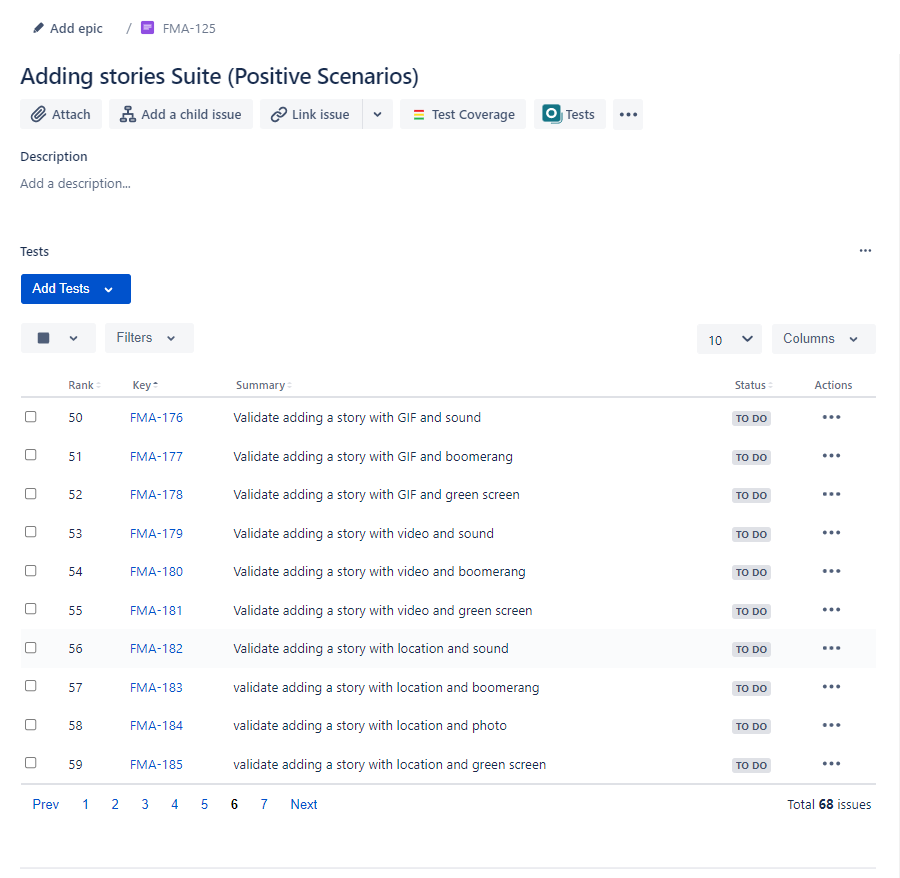 Add epic / FMA-125
Adding stories Suite (Positive Scenarios)
Attach Add a child issue Link issue Test Coverage Tests
Description
Add a description...
Tests
Add Tests
Filters 10 Columns
Rank Key Summary Status Actions
50 FMA-176 Validate adding a story with GIF and sound TO DO
51 FMA-177 Validate adding a story with GIF and boomerang TO DO
52 FMA-178 Validate adding a story with GIF and green screen TO DO
53 FMA-179 Validate adding a story with video and sound TO DO
54 FMA-180 Validate adding a story with video and boomerang TO DO
55 FMA-181 Validate adding a story with video and green screen TO DO
56 FMA-182 Validate adding a story with location and sound TO DO
57 FMA-183 validate adding a story with location and boomerang TO DO
58 FMA-184 validate adding a story with location and photo TO DO
59 FMA-185 validate adding a story with location and green screen TO DO
Prev 1 2 3 4 5 6 7 Next Total 68 issues